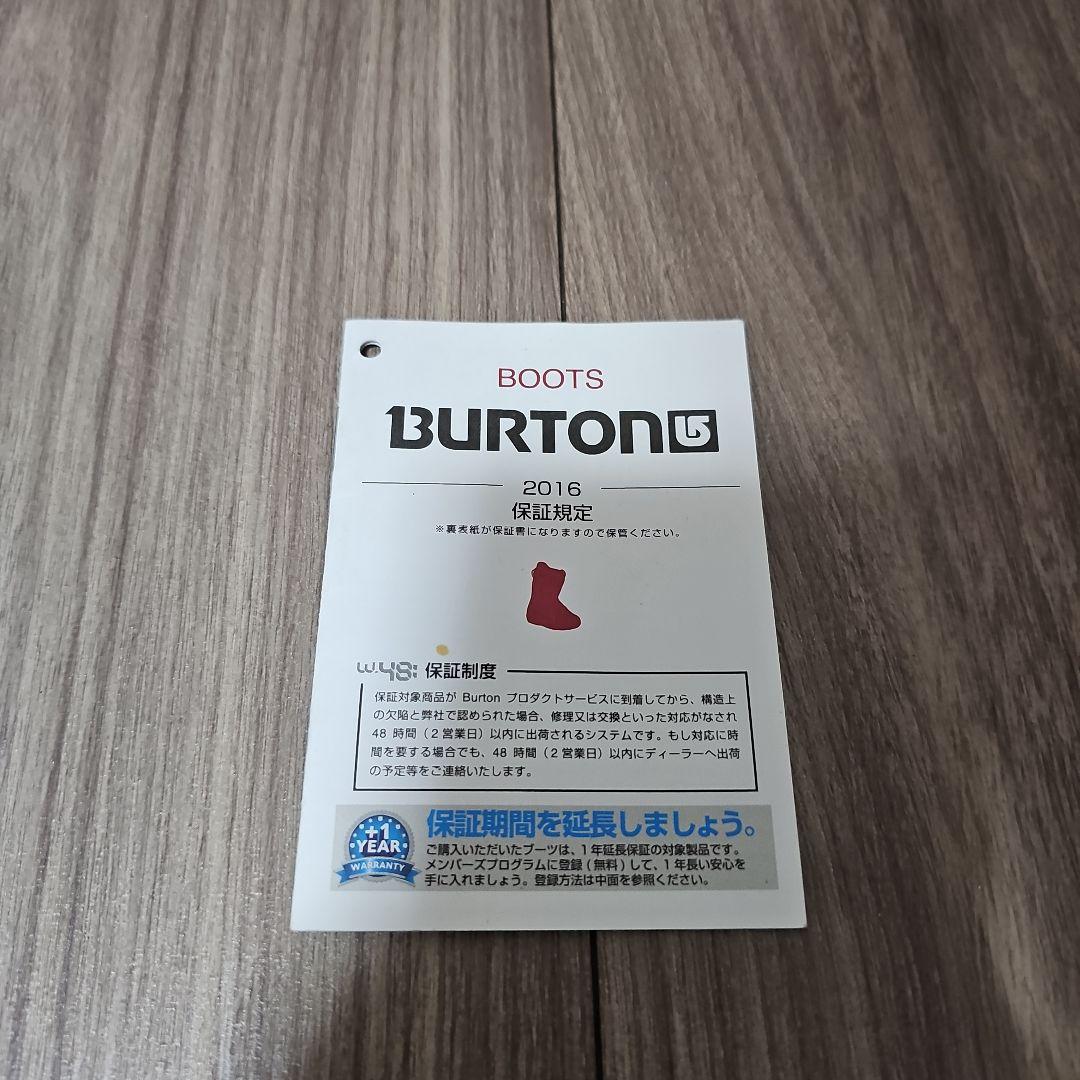 BOOTS
BURTON
2016
保証規定
※裏表紙が保証書になりますので保管ください。
W.48: 保証制度
保証対象商品が Burton プロダクトサービスに到着してから、構造上
の欠陥と弊社で認められた場合、修理又は交換といった対応がなされ
48 時間（2営業日）以内に出荷されるシステムです。もし対応に時
間を要する場合でも、48 時間（2営業日）以内にディーラーへ出荷
の予定等をご連絡いたします。
+1
YEAR
WARRANTY
保証期間を延長しましょう。
ご購入いただいたブーツは、1年延長保証の対象製品です。
メンバーズプログラムに登録(無料)して、1年長い安心を
手に入れましょう。登録方法は中面を参照ください。